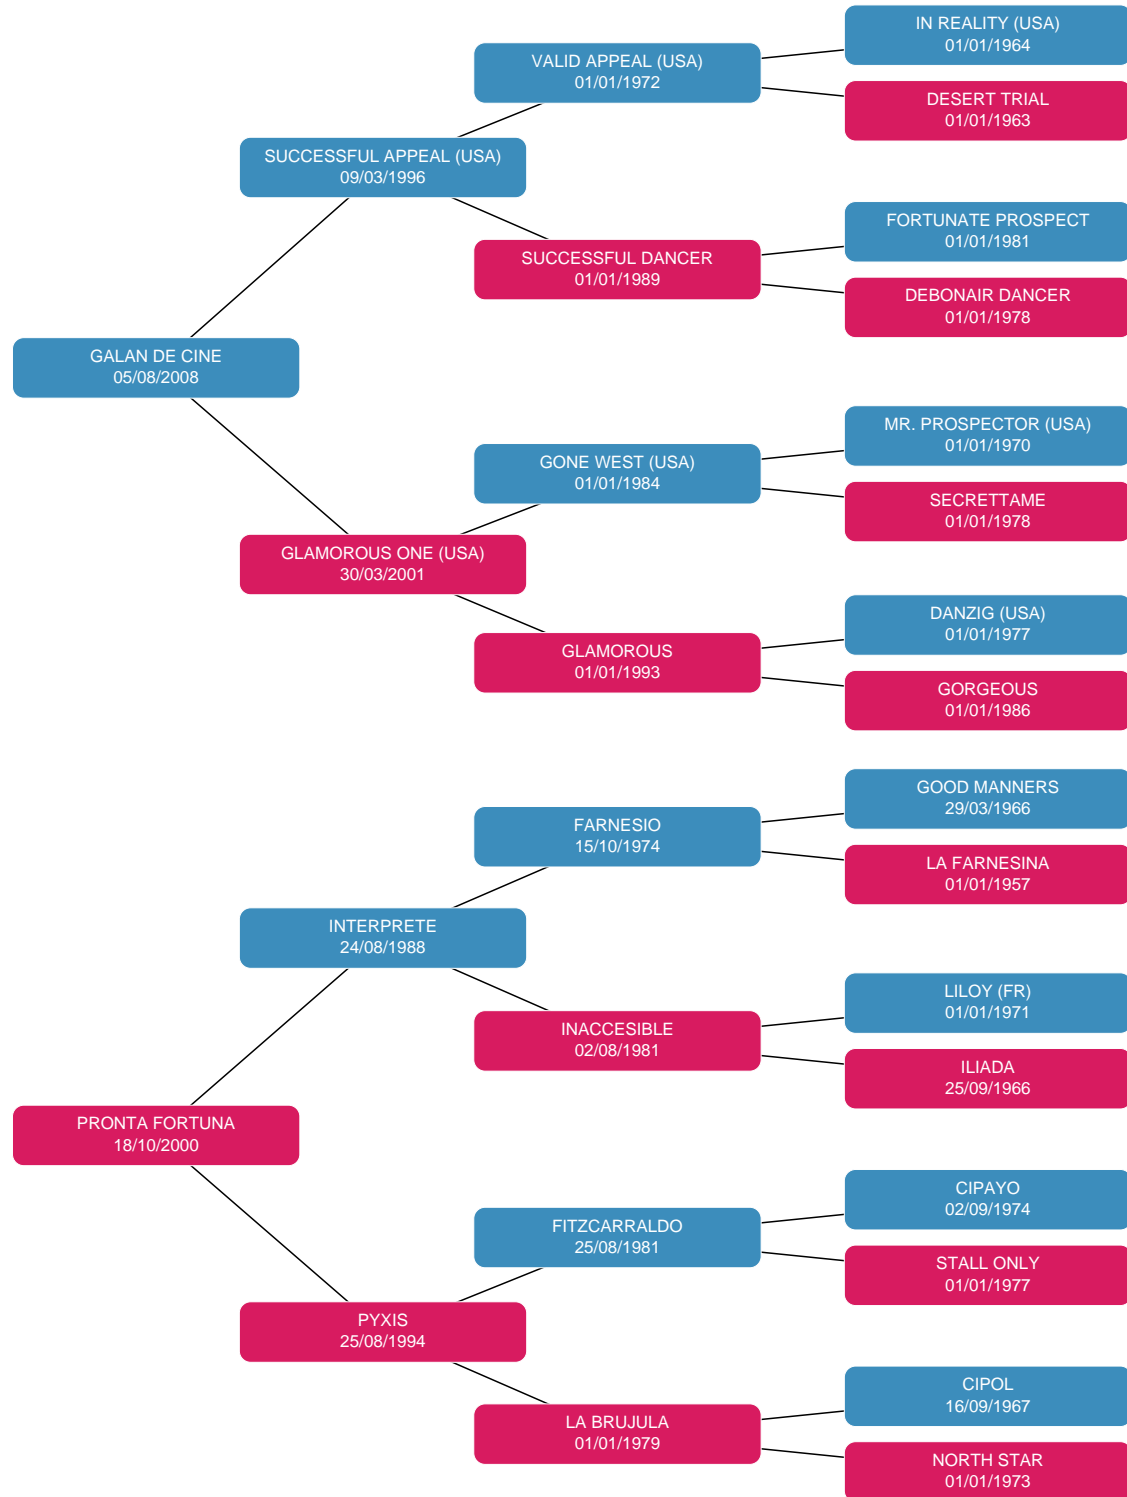 IN REALITY (USA)
01/01/1964
VALID APPEAL (USA)
01/01/1972
DESERT TRIAL
01/01/1963
SUCCESSFUL APPEAL (USA)
09/03/1996
FORTUNATE PROSPECT
01/01/1981
SUCCESSFUL DANCER
01/01/1989
DEBONAIR DANCER
01/01/1978
GALAN DE CINE
05/08/2008
MR. PROSPECTOR (USA)
01/01/1970
GONE WEST (USA)
01/01/1984
SECRETTAME
01/01/1978
GLAMOROUS ONE (USA)
30/03/2001
DANZIG (USA)
01/01/1977
GLAMOROUS
01/01/1993
GORGEOUS
01/01/1986
GOOD MANNERS
29/03/1966
FARNESIO
15/10/1974
LA FARNESINA
01/01/1957
INTERPRETE
24/08/1988
LILOY (FR)
01/01/1971
INACCESIBLE
02/08/1981
ILIADA
25/09/1966
PRONTA FORTUNA
18/10/2000
CIPAYO
02/09/1974
FITZCARRALDO
25/08/1981
STALL ONLY
01/01/1977
PYXIS
25/08/1994
CIPOL
16/09/1967
LA BRUJULA
01/01/1979
NORTH STAR
01/01/1973